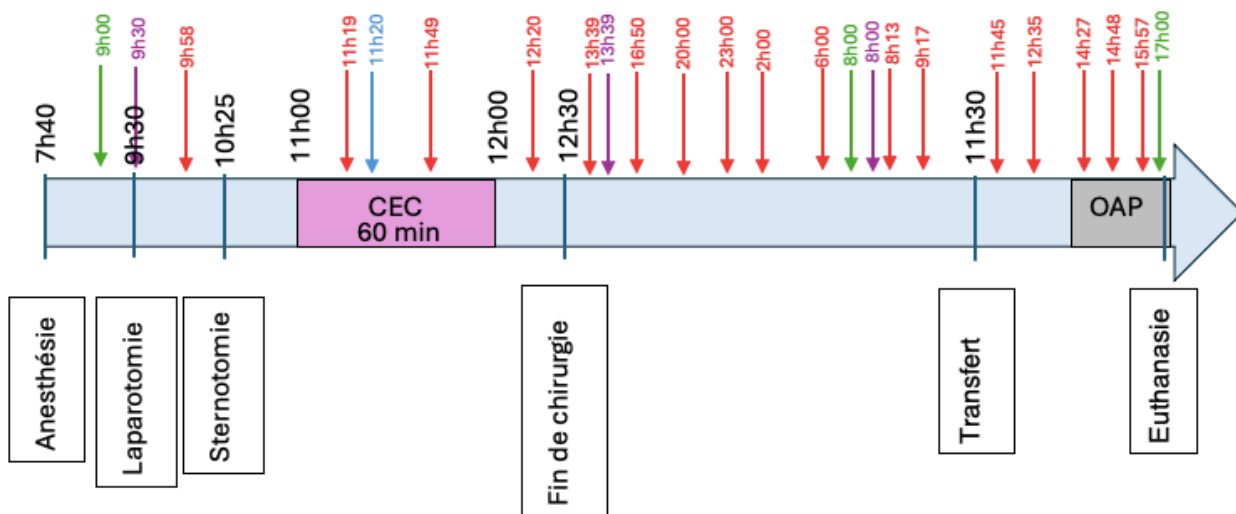 7h40
9h00
9h30
9h30
9h58
10h25
11h00
11h19
11h20
11h49
12h00
12h20
12h30
13h39
13h39
16h50
20h00
23h00
2h00
6h00
8h00
8h00
8h13
9h17
11h30
11h45
12h35
14h27
14h48
15h57
17h00
CEC
60 min
OAP
Anesthésie
Laparotomie
Sternotomie
Fin de chirurgie
Transfert
Euthanasie